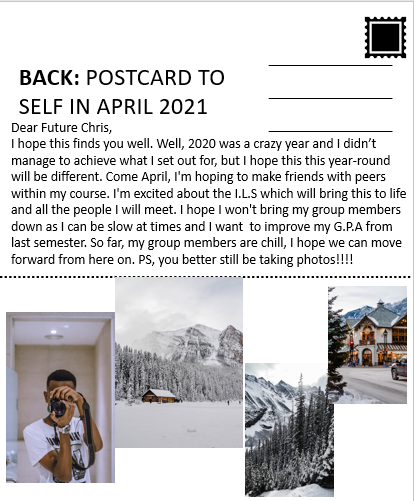 BACK: POSTCARD TO
SELF IN APRIL 2021
Dear Future Chris,
I hope this finds you well. Well, 2020 was a crazy year and I didn’t
manage to achieve what I set out for, but I hope this this year-round
will be different. Come April, I'm hoping to make friends with peers
within my course. I'm excited about the I.L.S which will bring this to life
and all the people I will meet. I hope I won't bring my group members
down as I can be slow at times and I want  to improve my G.P.A from
last semester. So far, my group members are chill, I hope we can move
forward from here on. PS, you better still be taking photos!!!!